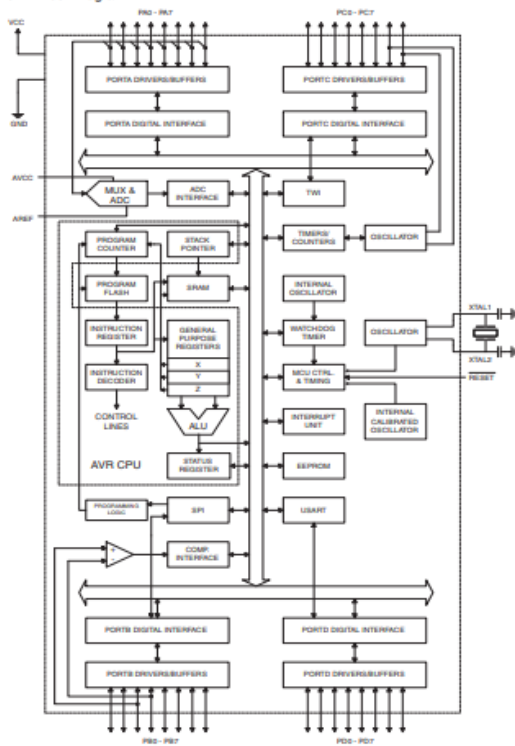 PA0 - PA7
PC0 - PC7
VCC
PORTA DRIVERS/BUFFERS
PORTC DRIVERS/BUFFERS
GND
PORTA DIGITAL INTERFACE
PORTC DIGITAL INTERFACE
AVCC
MUX &
ADC
ADC
INTERFACE
TWI
AREF
PROGRAM
COUNTER
STACK
POINTER
TIMERS/
COUNTERS
OSCILLATOR
PROGRAM
FLASH
SRAM
INTERNAL
OSCILLATOR
XTAL1
INSTRUCTION
REGISTER
GENERAL
PURPOSE
REGISTERS
WATCHDOG
TIMER
OSCILLATOR
XTAL2
X
Y
Z
INSTRUCTION
DECODER
MCU CTRL.
& TIMING
RESET
CONTROL
LINES
ALU
INTERRUPT
UNIT
INTERNAL
CALIBRATED
OSCILLATOR
AVR CPU
STATUS
REGISTER
EEPROM
PROGRAMMING
LOGIC
SPI
USART
+
-
COMP.
INTERFACE
PORTB DIGITAL INTERFACE
PORTD DIGITAL INTERFACE
PORTB DRIVERS/BUFFERS
PORTD DRIVERS/BUFFERS
PB0 - PB7
PD0 - PD7